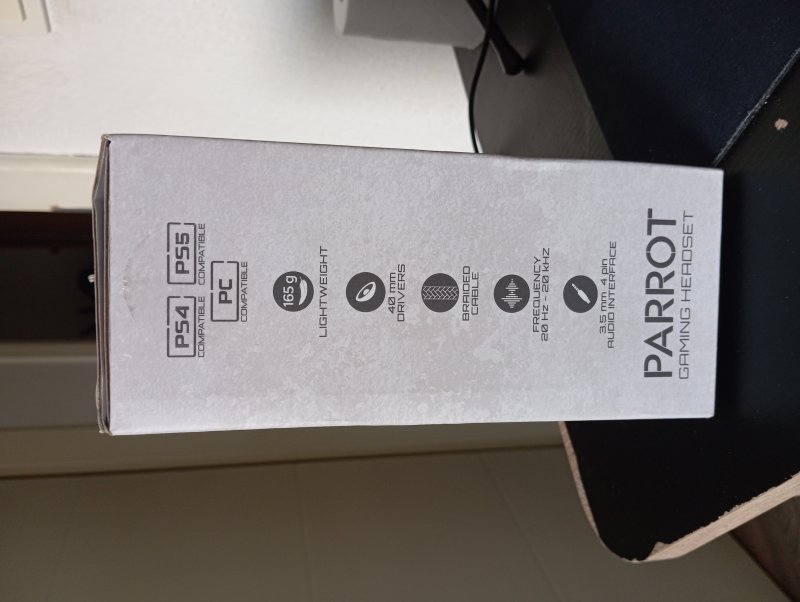 PS4
COMPATIBLE
PS5
COMPATIBLE
PC
COMPATIBLE
165 g
LIGHTWEIGHT
40 mm
DRIVERS
BRAIDED
CABLE
FREQUENCY
20 Hz - 20 kHz
3.5 mm 4 pin
AUDIO INTERFACE
PARROT
GAMING HEADSET